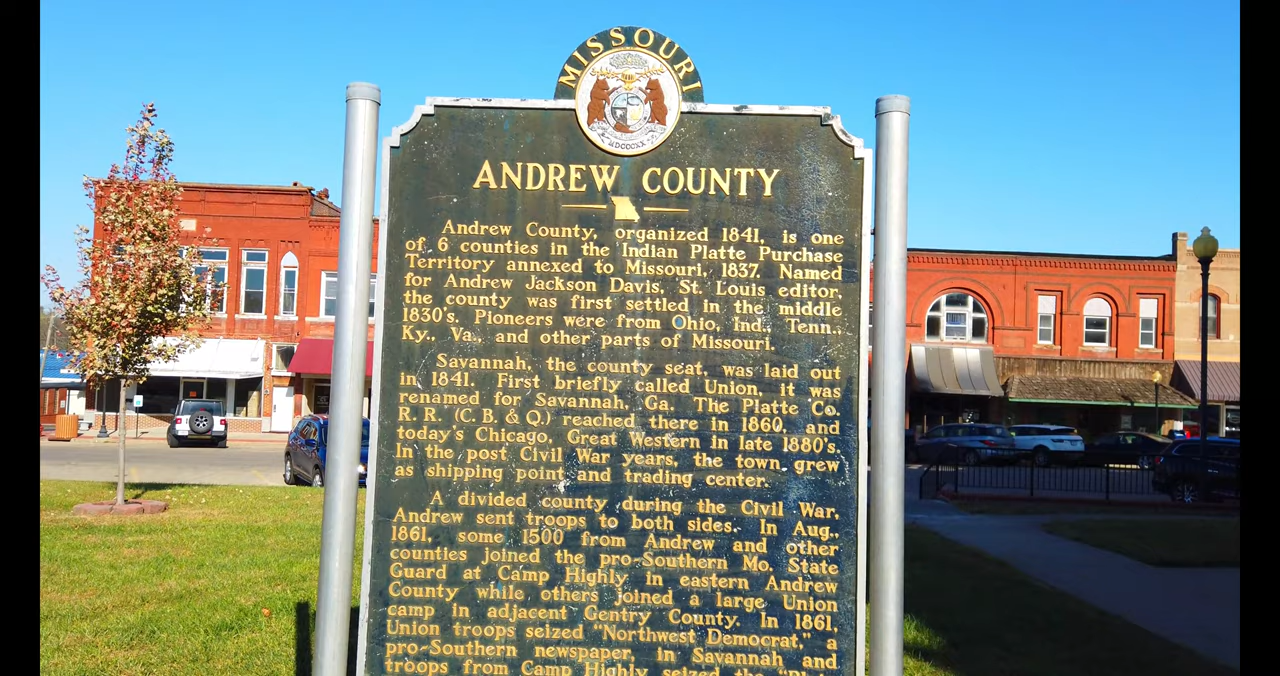 MISSOURI
MDCCCXX
ANDREW COUNTY
Andrew County, organized 1841, is one
of 6 counties in the Indian Platte Purchase
Territory annexed to Missouri, 1837. Named
for Andrew Jackson Davis, St. Louis editor,
the county was first settled in the middle
1830's. Pioneers were from Ohio, Ind., Tenn.,
Ky., Va., and other parts of Missouri.
Savannah, the county seat, was laid out
in 1841. First briefly called Union, it was
renamed for Savannah, Ga. The Platte Co.
R. R. (C. B. & Q.) reached there in 1860, and
today's Chicago, Great Western in late 1880's.
In the post Civil War years, the town grew
as shipping point and trading center.
A divided county during the Civil War,
Andrew sent troops to both sides. In Aug.,
1861, some 1500 from Andrew and other
counties joined the pro-Southern Mo. State
Guard at Camp Highly in eastern Andrew
County while others joined a large Union
camp in adjacent Gentry County. In 1861,
Union troops seized "Northwest Democrat," a
pro-Southern newspaper, in Savannah and
troops from Camp Highly seized the